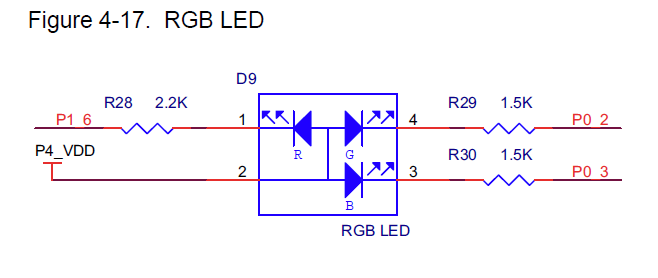 Figure 4-17. RGB LED
D9
R28 2.2K
R29 1.5K
P1_6
1
4
P0_2
R
G
P4_VDD
R30 1.5K
2
3
P0_3
B
RGB LED